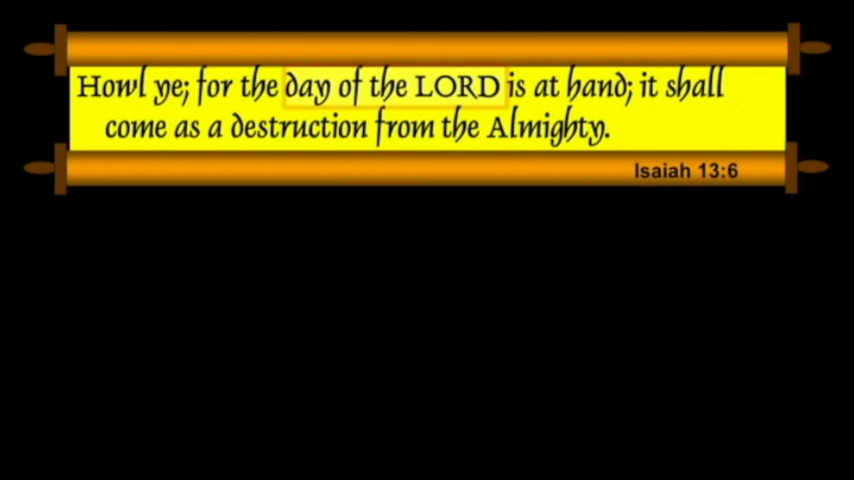 Howl ye; for the day of the LORD is at hand; it shall
come as a destruction from the Almighty.
Isaiah 13:6